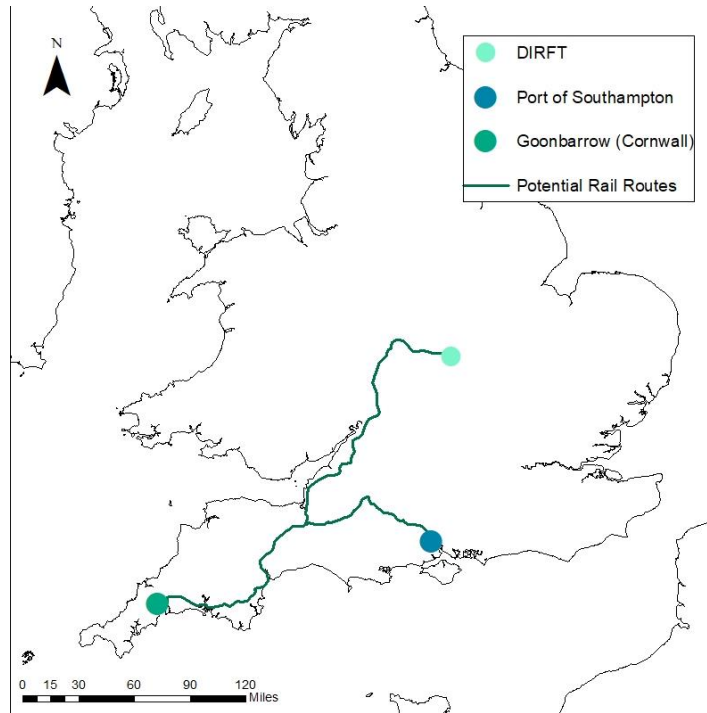 N
DIRFT
Port of Southampton
Goonbarrow (Cornwall)
Potential Rail Routes
0 15 30 60 90 120
Miles